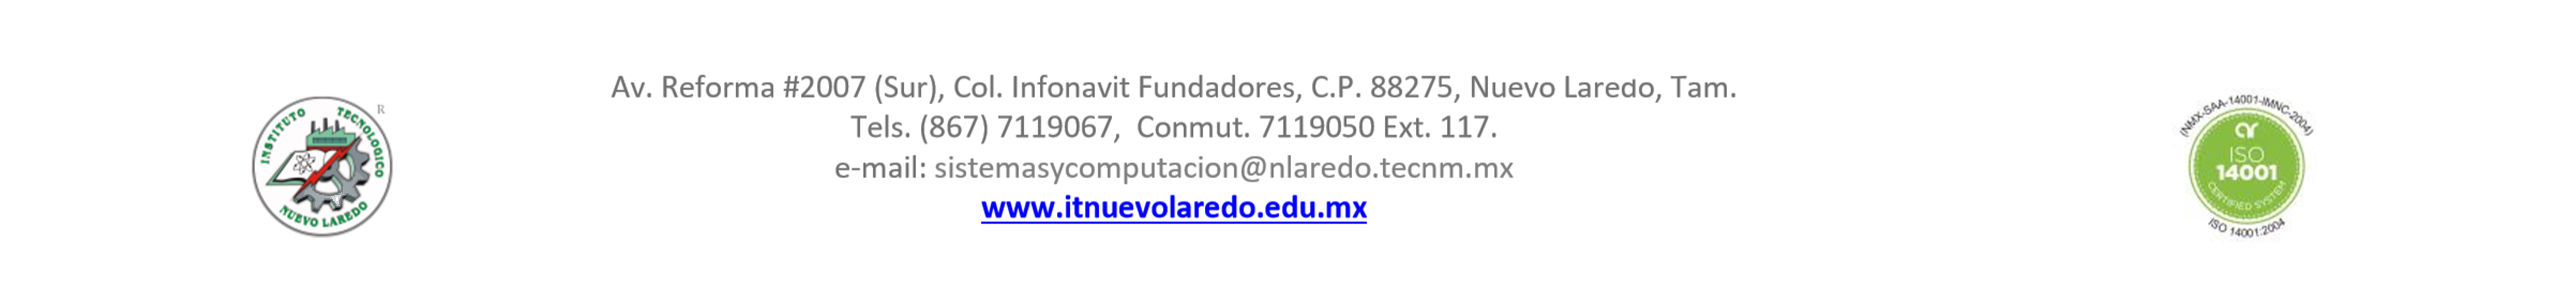 INSTITUTO TECNOLOGICO
R
NUEVO LAREDO
Av. Reforma #2007 (Sur), Col. Infonavit Fundadores, C.P. 88275, Nuevo Laredo, Tam.
Tels. (867) 7119067, Conmut. 7119050 Ext. 117.
e-mail: sistemasycomputacion@nlaredo.tecnm.mx
www.itnuevolaredo.edu.mx
(NMX-SAA-14001-IMNC-2004)
ar
ISO
14001
CERTIFIED SYSTEM
ISO 14001:2004